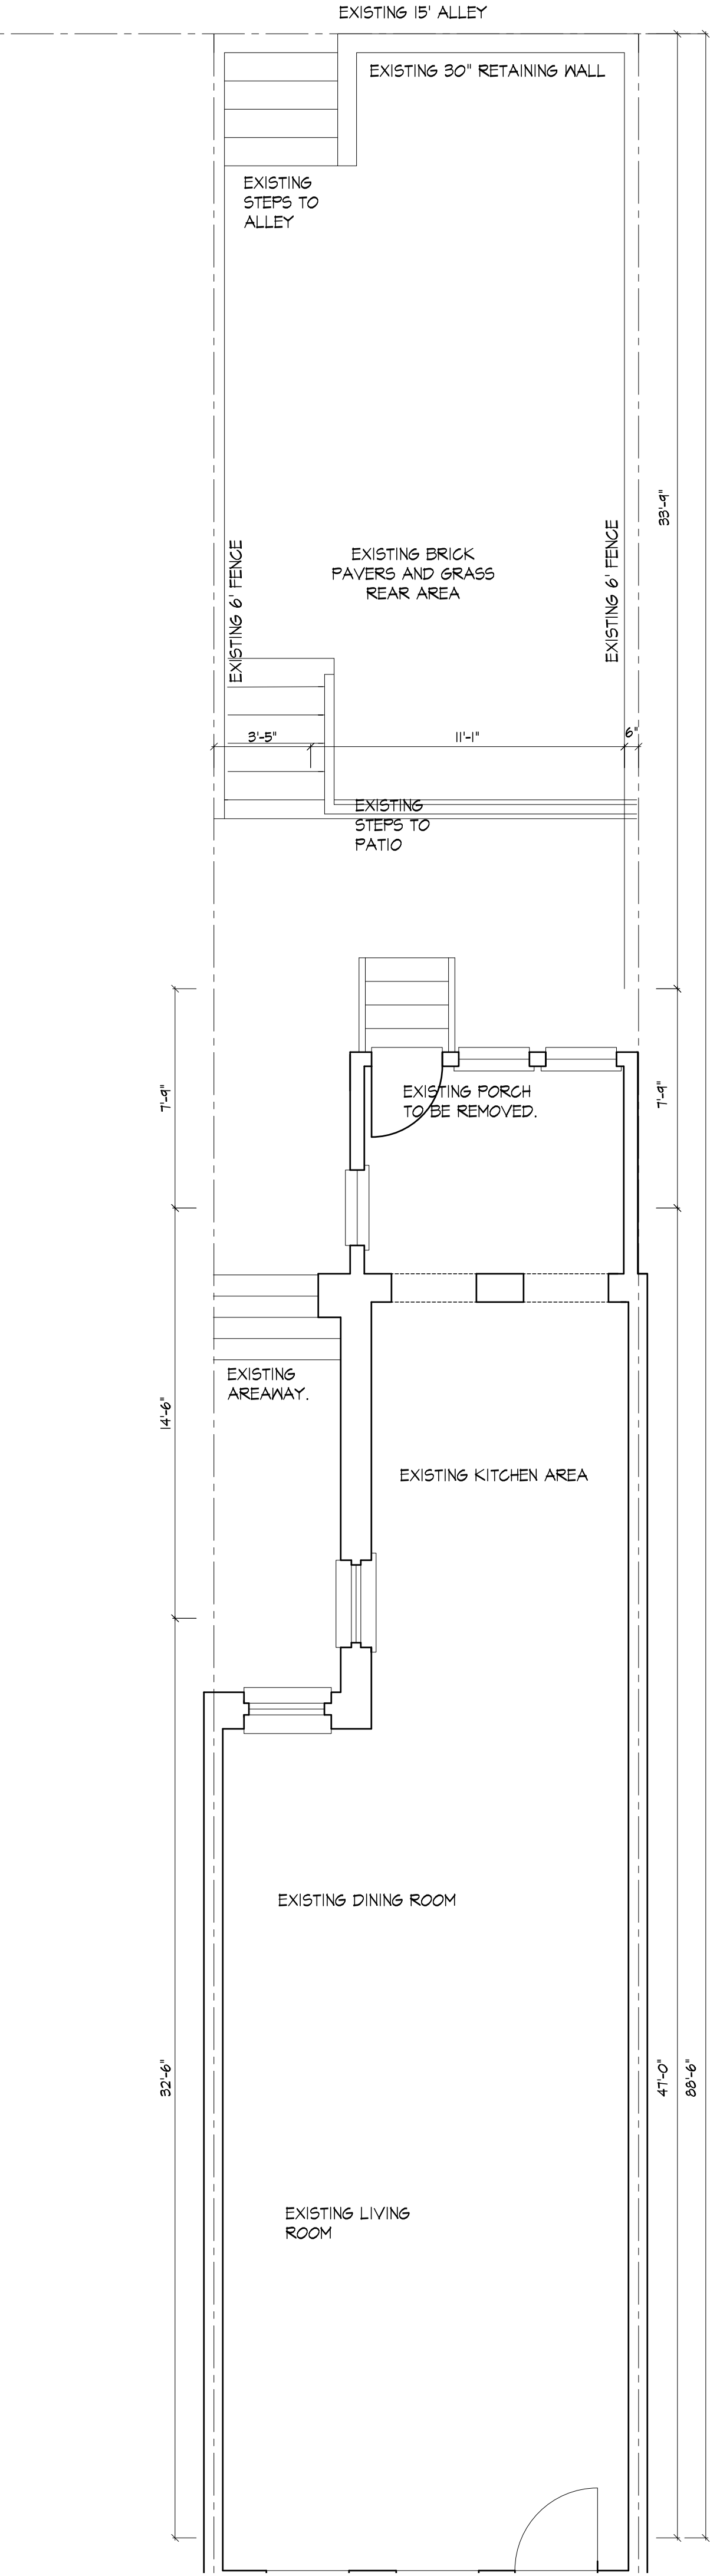 EXISTING 15' ALLEY
EXISTING 30" RETAINING WALL
EXISTING
STEPS TO
ALLEY
33'-9"
EXISTING 6' FENCE
EXISTING 6' FENCE
EXISTING BRICK
PAVERS AND GRASS
REAR AREA
3'-5"
11'-1"
6"
EXISTING
STEPS TO
PATIO
7'-9"
7'-9"
EXISTING PORCH
TO BE REMOVED.
EXISTING
AREAWAY.
14'-6"
EXISTING KITCHEN AREA
EXISTING DINING ROOM
32'-6"
47'-0"
88'-6"
EXISTING LIVING
ROOM